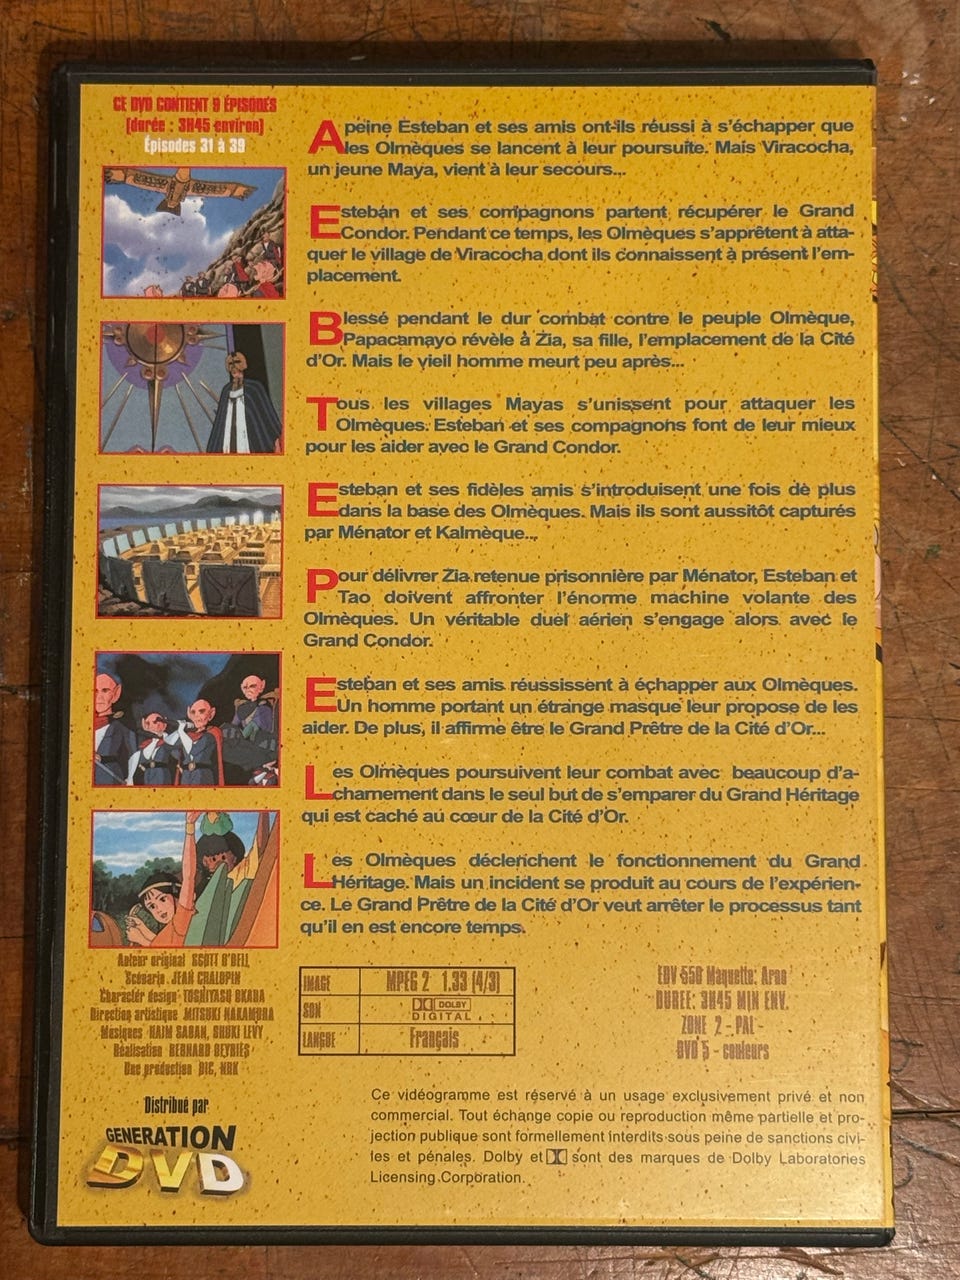 CE DVD CONTIENT 9 ÉPISODES
(durée : 3H45 environ)
Épisodes 31 à 39
A peine Esteban et ses amis ont-ils réussi à s'échapper que
les Olmèques se lancent à leur poursuite. Mais Viracocha,
un jeune Maya, vient à leur secours...
Esteban et ses compagnons partent récupérer le Grand
Condor. Pendant ce temps, les Olmèques s'apprêtent à atta-
quer le village de Viracocha dont ils connaissent à présent l'em-
placement.
Blessé pendant le dur combat contre le peuple Olmèque,
Papacamayo révèle à Zia, sa fille, l'emplacement de la Cité
d'Or. Mais le vieil homme meurt peu après...
Tous les villages Mayas s'unissent pour attaquer les
Olmèques. Esteban et ses compagnons font de leur mieux
pour les aider avec le Grand Condor.
Esteban et ses fidèles amis s'introduisent une fois de plus
dans la base des Olmèques. Mais ils sont aussitôt capturés
par Ménator et Kalmèque...
Pour délivrer Zia retenue prisonnière par Ménator, Esteban et
Tao doivent affronter l'énorme machine volante des
Olmèques. Un véritable duel aérien s'engage alors avec le
Grand Condor.
Esteban et ses amis réussissent à échapper aux Olmèques.
Un homme portant un étrange masque leur propose de les
aider. De plus, il affirme être le Grand Prêtre de la Cité d'Or...
Les Olmèques poursuivent leur combat avec beaucoup d'a-
charnement dans le seul but de s'emparer du Grand Héritage
qui est caché au cœur de la Cité d'Or.
Les Olmèques déclenchent le fonctionnement du Grand
Héritage. Mais un incident se produit au cours de l'expérien-
ce. Le Grand Prêtre de la Cité d'Or veut arrêter le processus tant
qu'il en est encore temps.
Auteur original SCOTT O'DELL
Scénario JEAN CHALOPIN
Character design TOSHIYASU OKADA
Direction artistique MITSUKI NAKAMURA
Musiques HAIM SABAN, SHUKI LEVY
Réalisation BERNARD DEYRIES
Une production DIC, NHK
IMAGE MPEG 2 1.33 (4/3)
SON DOLBY
DIGITAL
LANGUE Français
EDV 550 Maquette: Arno
DUREE: 3H45 MIN ENV.
ZONE 2 - PAL -
DVD 5 - couleurs
Distribué par
GENERATION
DVD
Ce vidéogramme est réservé à un usage exclusivement privé et non
commercial. Tout échange copie ou reproduction même partielle et pro-
jection publique sont formellement interdits sous peine de sanctions civi-
les et pénales. Dolby et sont des marques de Dolby Laboratories
Licensing Corporation.